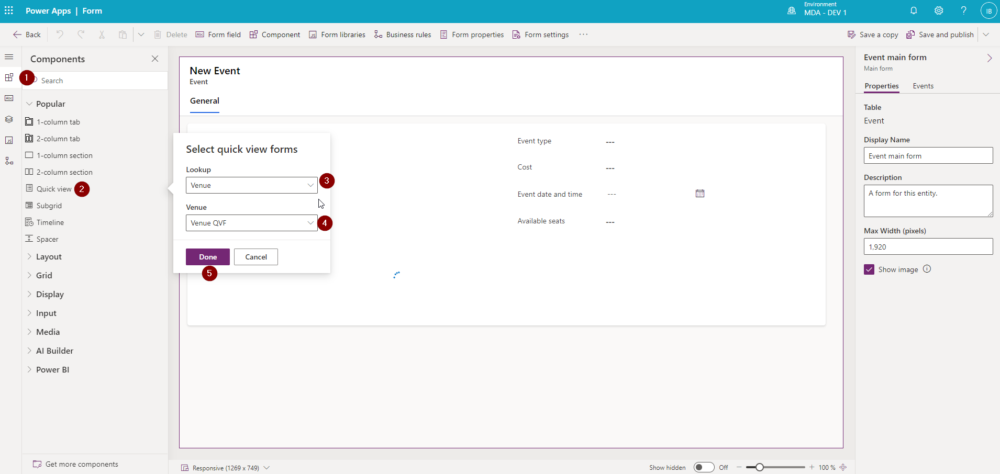 Power Apps | Form
Environment
MDA - DEV 1
?
IB
Back
Delete
Abc Form field
Component
JS Form libraries
Business rules
Form properties
Form settings
...
Save a copy
Save and publish
Components
1
Search
Abc
JS
Popular
1-column tab
2-column tab
1-column section
2-column section
Quick view 2
Subgrid
Timeline
Spacer
Layout
Grid
Display
Input
Media
AI Builder
Power BI
Get more components
New Event
Event
General
Select quick view forms
Lookup
Venue 3
Venue
Venue QVF 4
Done
Cancel
5
Event type ---
Cost ---
Event date and time ---
Available seats ---
Responsive (1269 x 749)
Show hidden
Off
100 %
Event main form
Main form
Properties
Events
Table
Event
Display Name
Event main form
Description
A form for this entity.
Max Width (pixels)
1,920
Show image